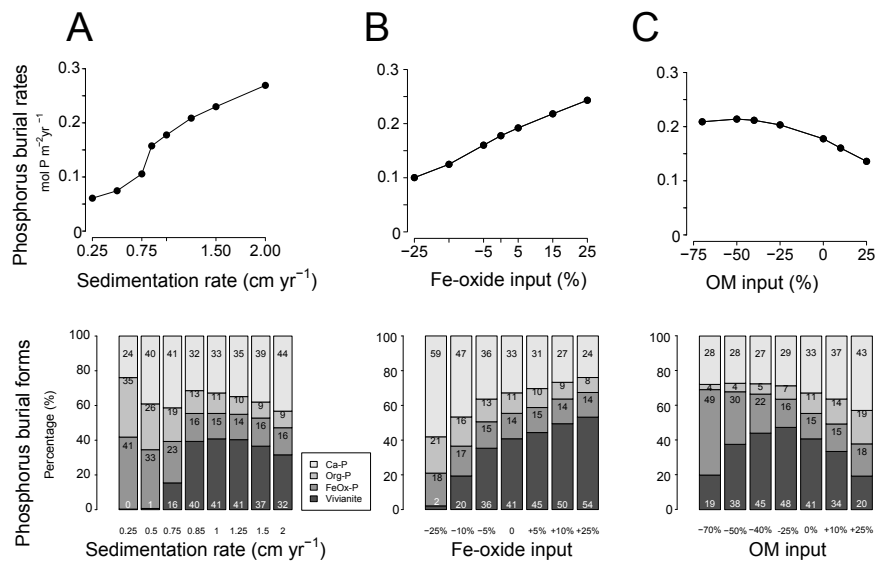 A
B
C
Phosphorus burial rates
mol P m−2yr −1
0.3
0.2
0.1
0
0.25 0.75 1.50 2.00
Sedimentation rate (cm yr−1)
0.3
0.2
0.1
0
−25 −5 5 15 25
Fe-oxide input (%)
0.3
0.2
0.1
0
−75 −50 −25 0 25
OM input (%)
Phosphorus burial forms
Percentage (%)
100
80
60
40
20
0
24 40 41 32 33 35 39 44
35 26 19 13 11 10 9 9
41 33 23 16 15 14 16 16
0 1 16 40 41 41 37 32
0.25 0.5 0.75 0.85 1 1.25 1.5 2
Sedimentation rate (cm yr−1)
Ca-P
Org-P
FeOx-P
Vivianite
100
80
60
40
20
0
59 47 36 33 31 27 24
21 16 13 11 10 9 8
18 17 15 14 15 14 14
2 20 36 41 45 50 54
−25% −10% −5% 0 +5% +10% +25%
Fe-oxide input
100
80
60
40
20
0
28 28 27 29 33 37 43
4 4 5 7 11 14 19
49 30 22 16 15 15 18
19 38 45 48 41 34 20
−70% −50% −40% -25% 0% +10% +25%
OM input